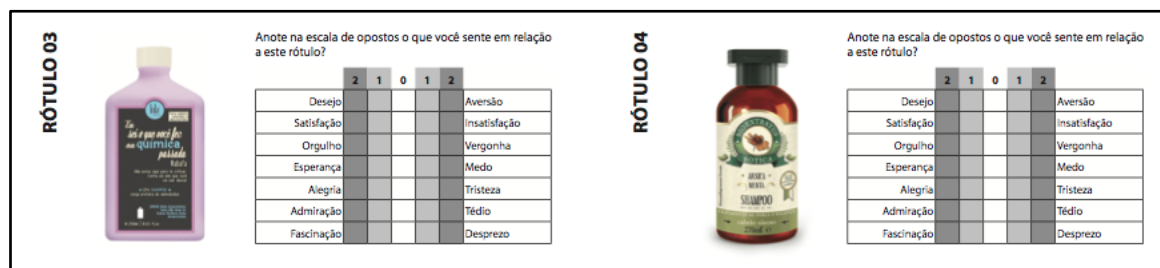 RÓTULO 03
Eu
sei o que você fez
na química
passada
Anote na escala de opostos o que você sente em relação
a este rótulo?
2 1 0 1 2
Desejo Aversão
Satisfação Insatisfação
Orgulho Vergonha
Esperança Medo
Alegria Tristeza
Admiração Tédio
Fascinação Desprezo
RÓTULO 04
BOTICA
SHAMPOO
Anote na escala de opostos o que você sente em relação
a este rótulo?
2 1 0 1 2
Desejo Aversão
Satisfação Insatisfação
Orgulho Vergonha
Esperança Medo
Alegria Tristeza
Admiração Tédio
Fascinação Desprezo